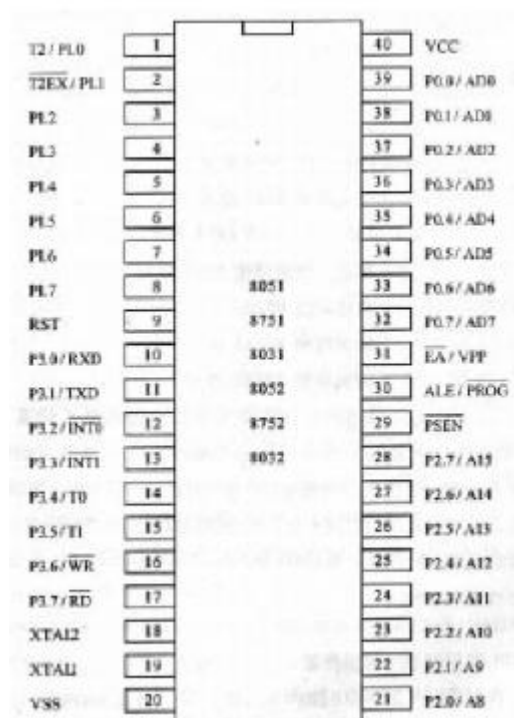 T2 / P1.0 1 40 VCC
T2EX / P1.1 2 39 P0.0 / AD0
P1.2 3 38 P0.1 / AD1
P1.3 4 37 P0.2 / AD2
P1.4 5 36 P0.3 / AD3
P1.5 6 35 P0.4 / AD4
P1.6 7 34 P0.5 / AD5
P1.7 8 8051 33 P0.6 / AD6
RST 9 8751 32 P0.7 / AD7
P3.0 / RXD 10 8031 31 EA / VPP
P3.1 / TXD 11 8052 30 ALE / PROG
P3.2 / INT0 12 8752 29 PSEN
P3.3 / INT1 13 8032 28 P2.7 / A15
P3.4 / T0 14 27 P2.6 / A14
P3.5 / T1 15 26 P2.5 / A13
P3.6 / WR 16 25 P2.4 / A12
P3.7 / RD 17 24 P2.3 / A11
XTAL2 18 23 P2.2 / A10
XTAL1 19 22 P2.1 / A9
VSS 20 21 P2.0 / A8